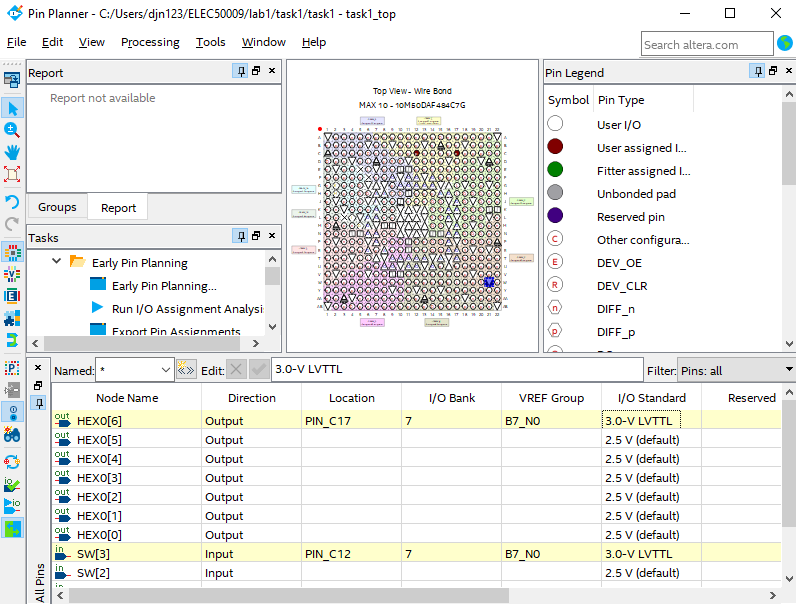 Pin Planner - C:/Users/djn123/ELEC50009/lab1/task1/task1 - task1_top
File Edit View Processing Tools Window Help
Search altera.com
Report
Report not available
Groups Report
Tasks
Early Pin Planning
Early Pin Planning...
Run I/O Assignment Analysi
Export Pin Assignments
Top View - Wire Bond
MAX 10 - 10M50DAF484C7G
Pin Legend
Symbol Pin Type
User I/O
User assigned I...
Fitter assigned I...
Unbonded pad
Reserved pin
C Other configura...
E DEV_OE
R DEV_CLR
n DIFF_n
p DIFF_p
Named: * Edit: 3.0-V LVTTL Filter: Pins: all
Node Name Direction Location I/O Bank VREF Group I/O Standard Reserved
out HEX0[6] Output PIN_C17 7 B7_N0 3.0-V LVTTL
out HEX0[5] Output 2.5 V (default)
out HEX0[4] Output 2.5 V (default)
out HEX0[3] Output 2.5 V (default)
out HEX0[2] Output 2.5 V (default)
out HEX0[1] Output 2.5 V (default)
out HEX0[0] Output 2.5 V (default)
in SW[3] Input PIN_C12 7 B7_N0 3.0-V LVTTL
in SW[2] Input 2.5 V (default)
All Pins